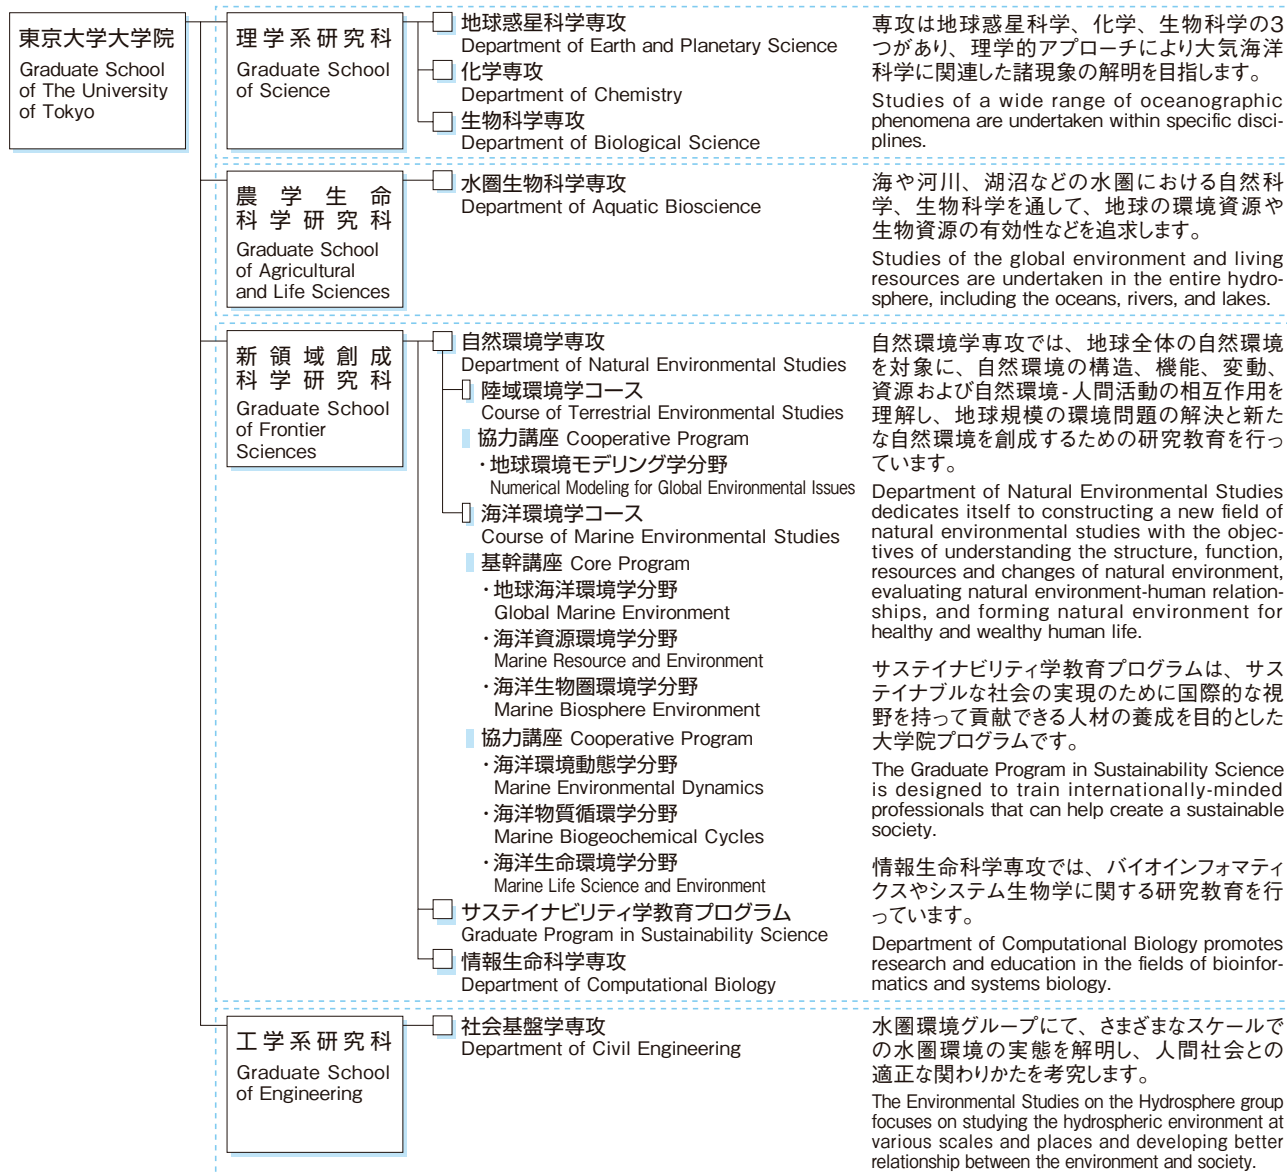 東京大学大学院
Graduate School
of The University
of Tokyo
理学系研究科
Graduate School
of Science
地球惑星科学専攻
Department of Earth and Planetary Science
化学専攻
Department of Chemistry
生物科学専攻
Department of Biological Science
専攻は地球惑星科学、化学、生物科学の3
つがあり、理学的アプローチにより大気海洋
科学に関連した諸現象の解明を目指します。
Studies of a wide range of oceanographic
phenomena are undertaken within specific disci-
plines.
農学生命
科学研究科
Graduate School
of Agricultural
and Life Sciences
水圏生物科学専攻
Department of Aquatic Bioscience
海や河川、湖沼などの水圏における自然科
学、生物科学を通して、地球の環境資源や
生物資源の有効性などを追求します。
Studies of the global environment and living
resources are undertaken in the entire hydro-
sphere, including the oceans, rivers, and lakes.
新領域創成
科学研究科
Graduate School
of Frontier
Sciences
自然環境学専攻
Department of Natural Environmental Studies
陸域環境学コース
Course of Terrestrial Environmental Studies
協力講座 Cooperative Program
・地球環境モデリング学分野
Numerical Modeling for Global Environmental Issues
海洋環境学コース
Course of Marine Environmental Studies
基幹講座 Core Program
・地球海洋環境学分野
Global Marine Environment
・海洋資源環境学分野
Marine Resource and Environment
・海洋生物圏環境学分野
Marine Biosphere Environment
協力講座 Cooperative Program
・海洋環境動態学分野
Marine Environmental Dynamics
・海洋物質循環学分野
Marine Biogeochemical Cycles
・海洋生命環境学分野
Marine Life Science and Environment
サステイナビリティ学教育プログラム
Graduate Program in Sustainability Science
情報生命科学専攻
Department of Computational Biology
自然環境学専攻では、地球全体の自然環境
を対象に、自然環境の構造、機能、変動、
資源および自然環境-人間活動の相互作用を
理解し、地球規模の環境問題の解決と新た
な自然環境を創成するための研究教育を行っ
ています。
Department of Natural Environmental Studies
dedicates itself to constructing a new field of
natural environmental studies with the objec-
tives of understanding the structure, function,
resources and changes of natural environment,
evaluating natural environment-human relation-
ships, and forming natural environment for
healthy and wealthy human life.
サステイナビリティ学教育プログラムは、サス
テイナブルな社会の実現のために国際的な視
野を持って貢献できる人材の養成を目的とした
大学院プログラムです。
The Graduate Program in Sustainability Science
is designed to train internationally-minded
professionals that can help create a sustainable
society.
情報生命科学専攻では、バイオインフォマティ
クスやシステム生物学に関する研究教育を行
っています。
Department of Computational Biology promotes
research and education in the fields of bioinfor-
matics and systems biology.
工学系研究科
Graduate School
of Engineering
社会基盤学専攻
Department of Civil Engineering
水圏環境グループにて、さまざまなスケールで
の水圏環境の実態を解明し、人間社会との
適正な関わりかたを考究します。
The Environmental Studies on the Hydrosphere group
focuses on studying the hydrospheric environment at
various scales and places and developing better
relationship between the environment and society.